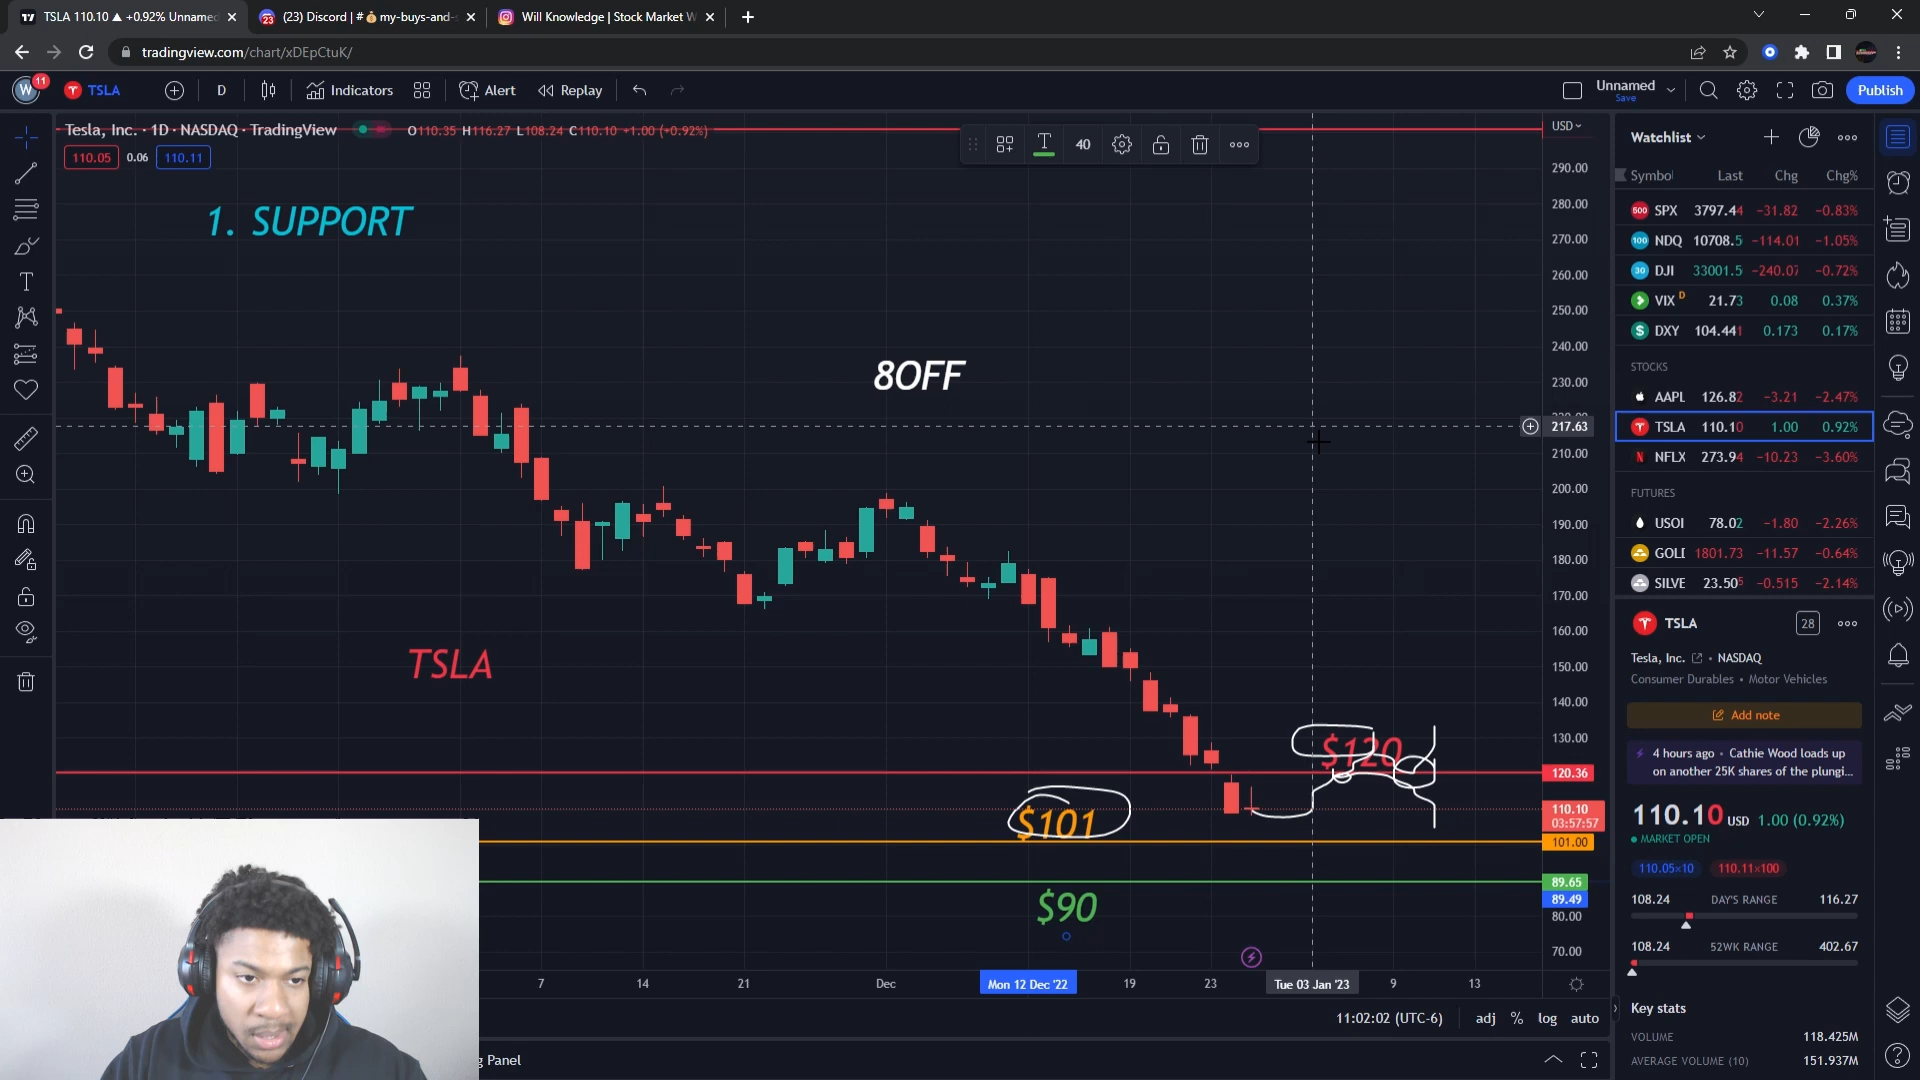 TSLA 110.10 ▲ +0.92% Unnamed
(23) Discord | #💰my-buys-and-s
Will Knowledge | Stock Market W
tradingview.com/chart/xDEpCtuK/
W 11
TSLA D Indicators Alert Replay Unnamed Save Publish
Tesla, Inc. · 1D · NASDAQ · TradingView O110.35 H116.27 L108.24 C110.10 +1.00 (+0.92%)
110.05 0.06 110.11
40
USD
1. SUPPORT
8OFF
TSLA
$120
$101
$90
290.00
280.00
270.00
260.00
250.00
240.00
230.00
217.63
210.00
200.00
190.00
180.00
170.00
160.00
150.00
140.00
130.00
120.36
110.10
03:57:57
101.00
89.65
89.49
80.00
70.00
7 14 21 Dec Mon 12 Dec '22 19 23 Tue 03 Jan '23 9 13
11:02:02 (UTC-6) adj % log auto
g Panel
Watchlist
Symbol Last Chg Chg%
500 SPX 3797.44 −31.82 −0.83%
100 NDQ 10708.5 −114.01 −1.05%
30 DJI 33001.5 −240.07 −0.72%
VIX D 21.73 0.08 0.37%
$ DXY 104.441 0.173 0.17%
STOCKS
AAPL 126.82 −3.21 −2.47%
TSLA 110.10 1.00 0.92%
NFLX 273.94 −10.23 −3.60%
FUTURES
USOI 78.02 −1.80 −2.26%
GOLD 1801.73 −11.57 −0.64%
SILVE 23.505 −0.515 −2.14%
TSLA 28
Tesla, Inc. • NASDAQ
Consumer Durables • Motor Vehicles
Add note
4 hours ago • Cathie Wood loads up
on another 25K shares of the plungi...
110.10 USD 1.00 (0.92%)
MARKET OPEN
110.05×10 110.11×100
108.24 DAY'S RANGE 116.27
108.24 52WK RANGE 402.67
Key stats
VOLUME 118.425M
AVERAGE VOLUME (10) 151.937M